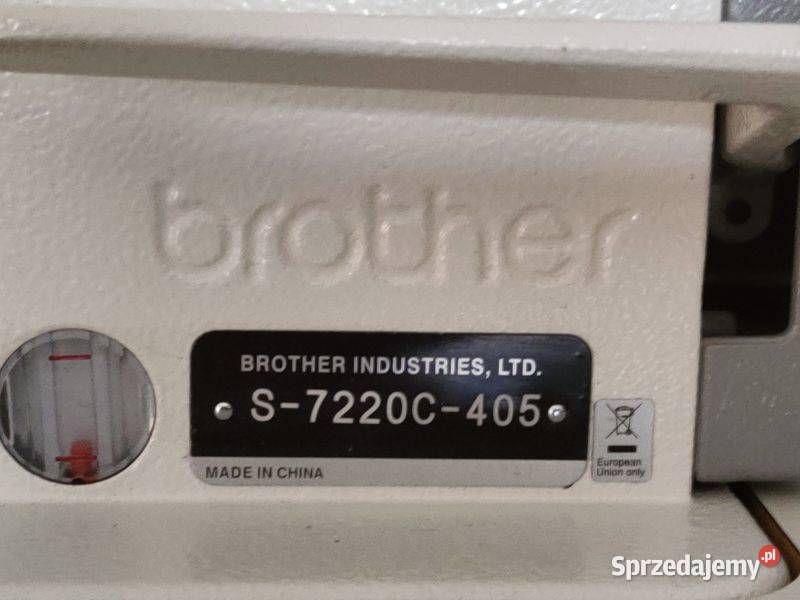 brother
BROTHER INDUSTRIES, LTD.
S-7220C-405
MADE IN CHINA
European
Union only
Sprzedajemy.pl